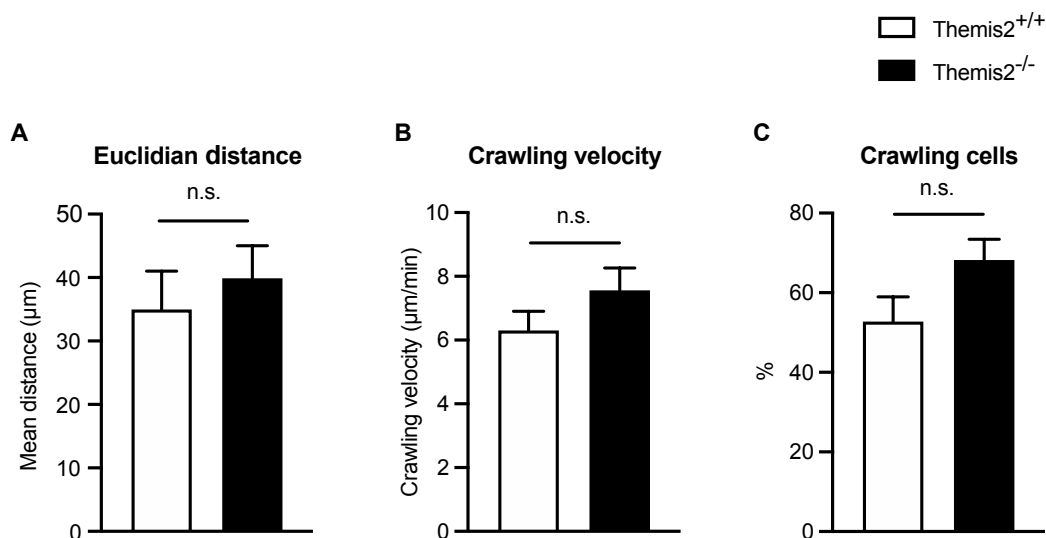 Themis2+/+
Themis2-/-
A
Euclidian distance
n.s.
Mean distance (µm)
50
40
30
20
10
0
B
Crawling velocity
n.s.
Crawling velocity (µm/min)
10
8
6
4
2
0
C
Crawling cells
n.s.
%
80
60
40
20
0